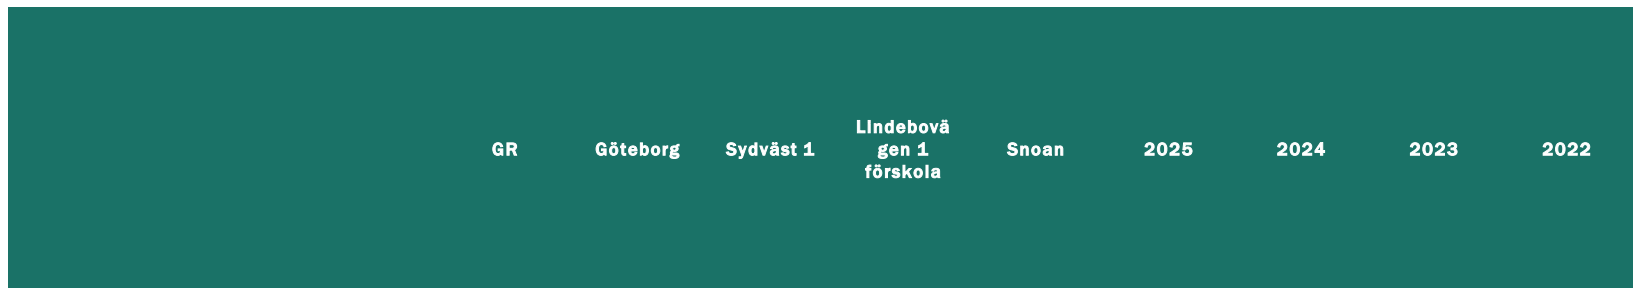 GR Göteborg Sydväst 1 Lindebovä
gen 1
förskola Snoan 2025 2024 2023 2022